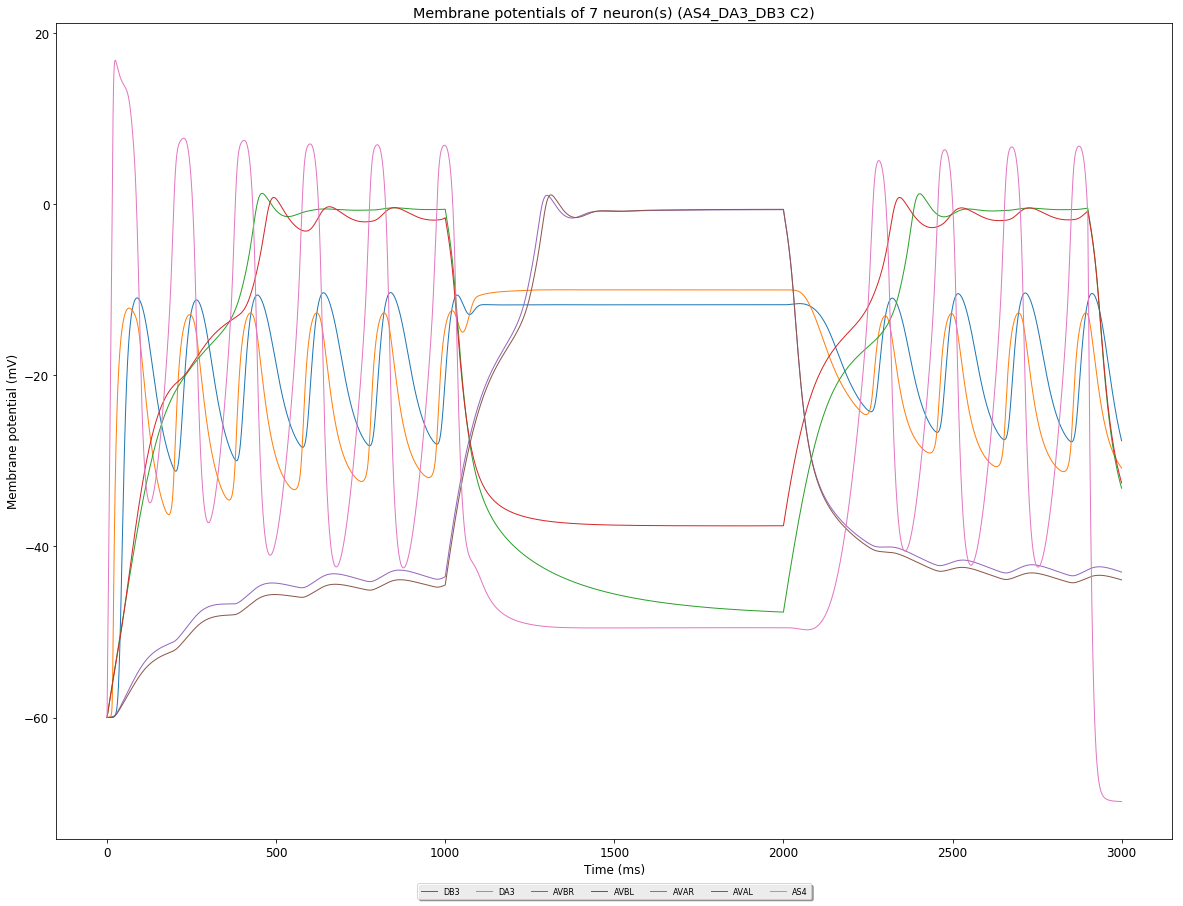 Membrane potentials of 7 neuron(s) (AS4_DA3_DB3 C2)
20
0
−20
−40
−60
Membrane potential (mV)
0 500 1000 1500 2000 2500 3000
Time (ms)
DB3 DA3 AVBR AVBL AVAR AVAL AS4